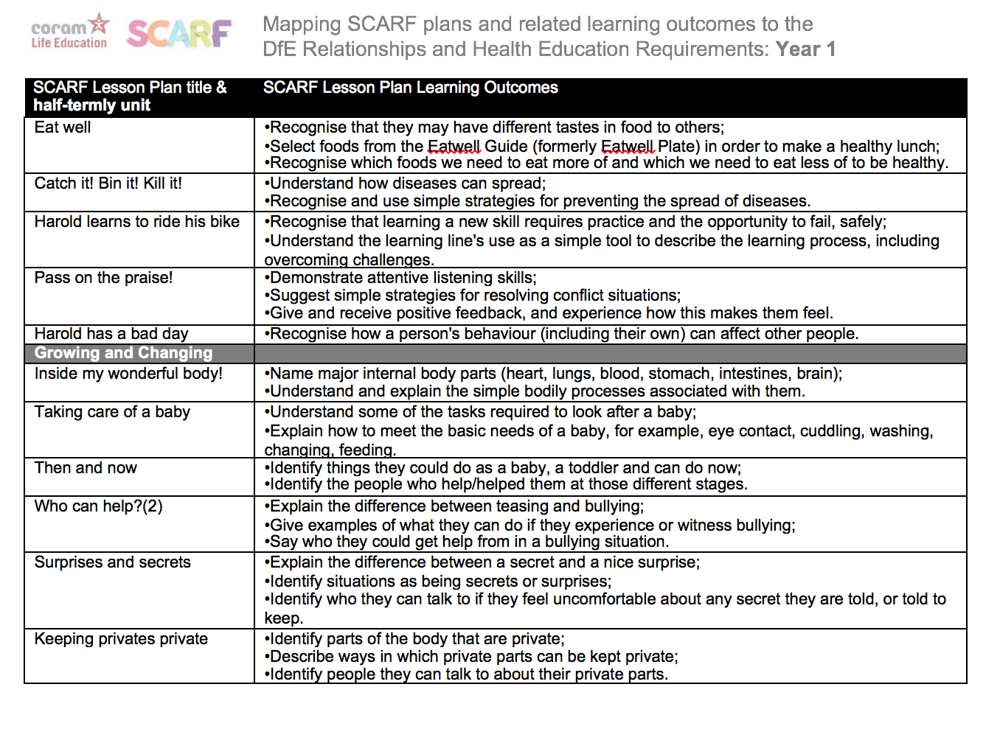 coram
Life Education
SCARF
Mapping SCARF plans and related learning outcomes to the
DfE Relationships and Health Education Requirements: Year 1
SCARF Lesson Plan title &
half-termly unit
SCARF Lesson Plan Learning Outcomes
Eat well
•Recognise that they may have different tastes in food to others;
•Select foods from the Eatwell Guide (formerly Eatwell Plate) in order to make a healthy lunch;
•Recognise which foods we need to eat more of and which we need to eat less of to be healthy.
Catch it! Bin it! Kill it!
•Understand how diseases can spread;
•Recognise and use simple strategies for preventing the spread of diseases.
Harold learns to ride his bike
•Recognise that learning a new skill requires practice and the opportunity to fail, safely;
•Understand the learning line's use as a simple tool to describe the learning process, including
overcoming challenges.
Pass on the praise!
•Demonstrate attentive listening skills;
•Suggest simple strategies for resolving conflict situations;
•Give and receive positive feedback, and experience how this makes them feel.
Harold has a bad day
•Recognise how a person's behaviour (including their own) can affect other people.
Growing and Changing
Inside my wonderful body!
•Name major internal body parts (heart, lungs, blood, stomach, intestines, brain);
•Understand and explain the simple bodily processes associated with them.
Taking care of a baby
•Understand some of the tasks required to look after a baby;
•Explain how to meet the basic needs of a baby, for example, eye contact, cuddling, washing,
changing, feeding.
Then and now
•Identify things they could do as a baby, a toddler and can do now;
•Identify the people who help/helped them at those different stages.
Who can help?(2)
•Explain the difference between teasing and bullying;
•Give examples of what they can do if they experience or witness bullying;
•Say who they could get help from in a bullying situation.
Surprises and secrets
•Explain the difference between a secret and a nice surprise;
•Identify situations as being secrets or surprises;
•Identify who they can talk to if they feel uncomfortable about any secret they are told, or told to
keep.
Keeping privates private
•Identify parts of the body that are private;
•Describe ways in which private parts can be kept private;
•Identify people they can talk to about their private parts.